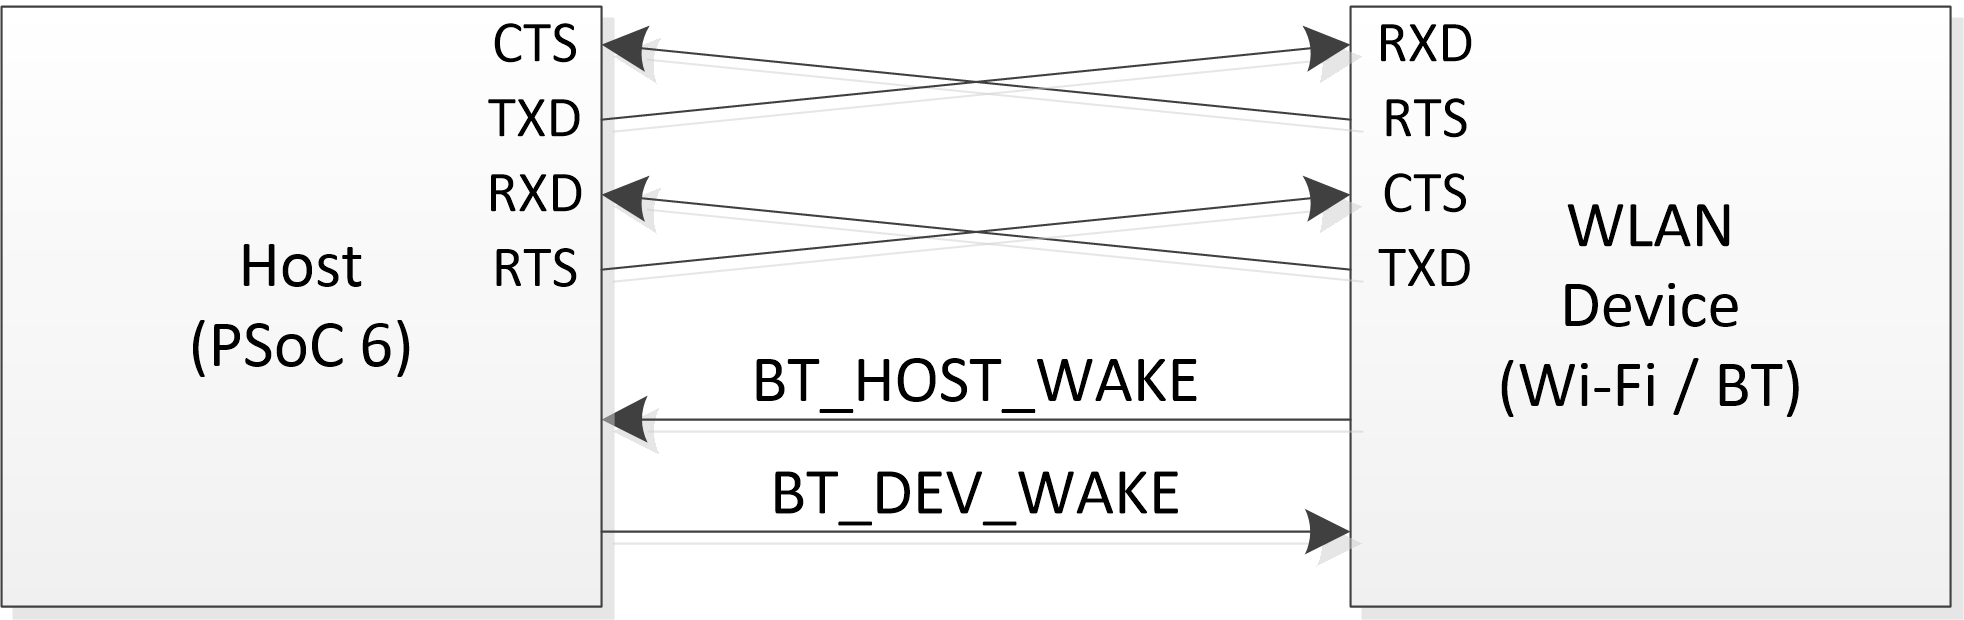 CTS
TXD
RXD
RTS
Host
(PSoC 6)
BT_HOST_WAKE
BT_DEV_WAKE
RXD
RTS
CTS
TXD
WLAN
Device
(Wi-Fi / BT)